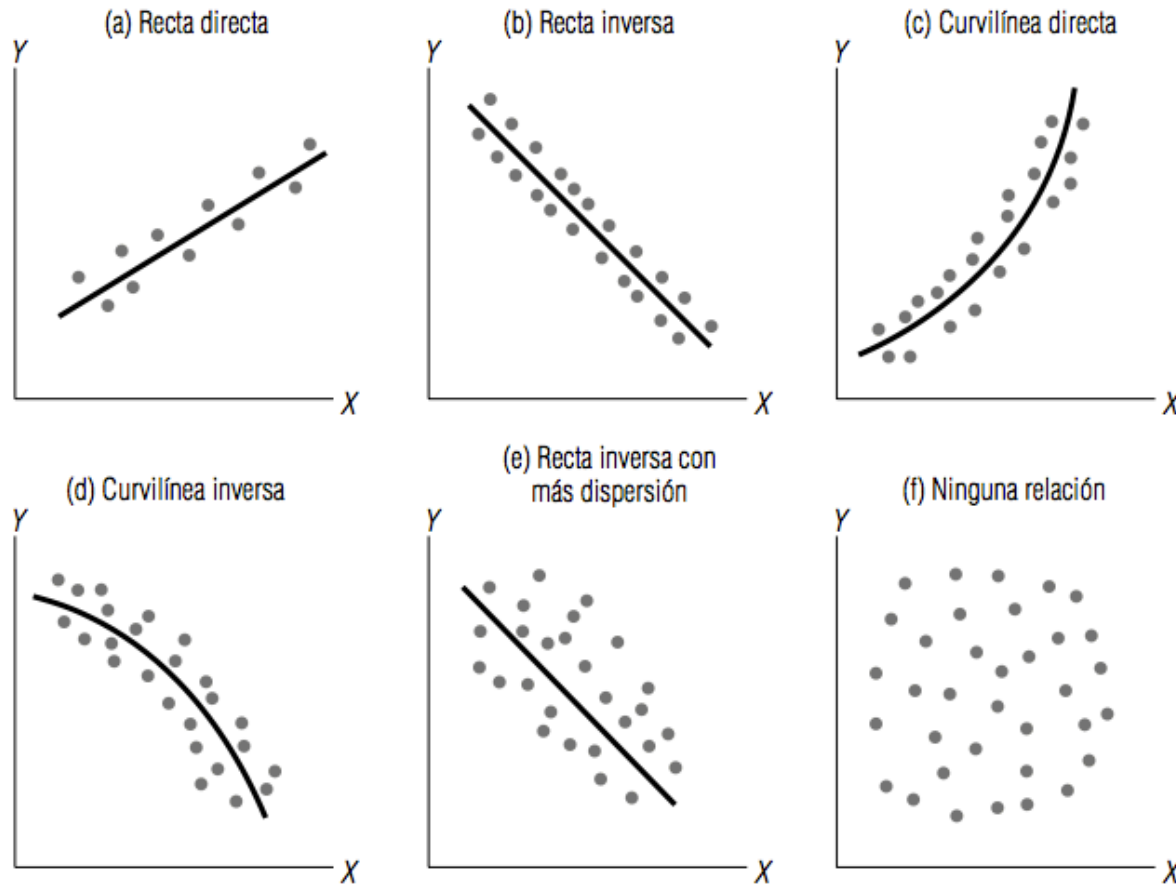 (a) Recta directa
Y
X
(b) Recta inversa
Y
X
(c) Curvilínea directa
Y
X
(d) Curvilínea inversa
Y
X
(e) Recta inversa con
más dispersión
Y
X
(f) Ninguna relación
Y
X